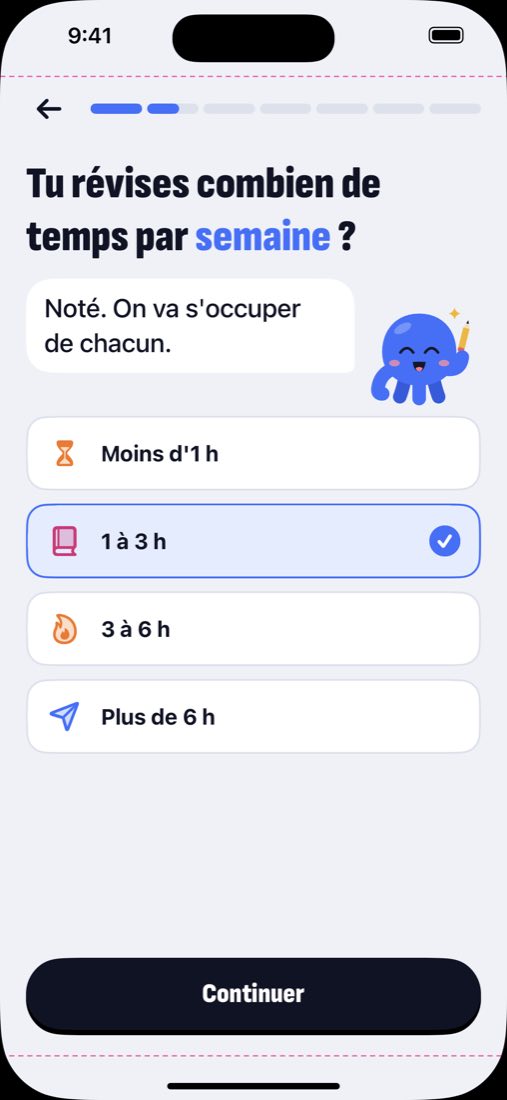 9:41
Tu révises combien de
temps par semaine ?
Noté. On va s'occuper
de chacun.
Moins d'1 h
1 à 3 h
3 à 6 h
Plus de 6 h
Continuer